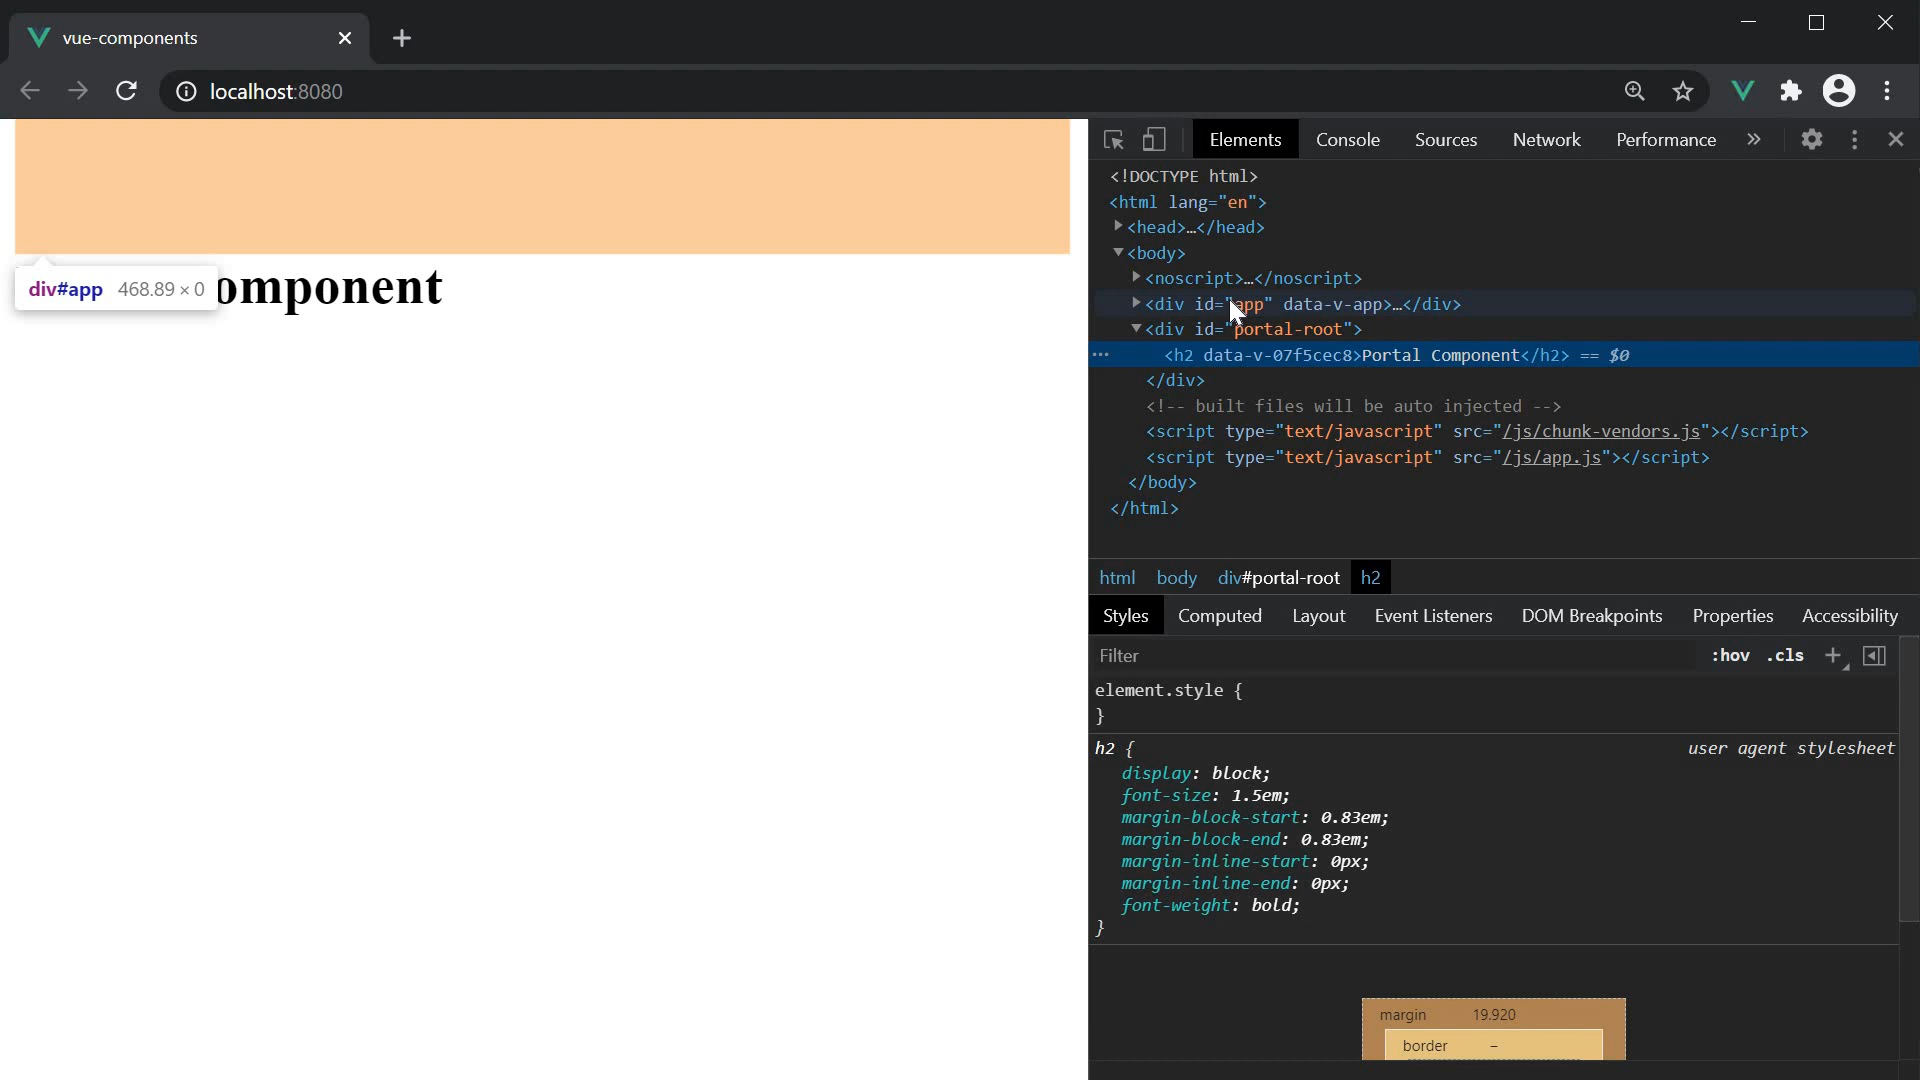 vue-components
localhost:8080
omponent
div#app 468.89 × 0
Elements Console Sources Network Performance »
<!DOCTYPE html>
<html lang="en">
<head>…</head>
<body>
<noscript>…</noscript>
<div id="app" data-v-app>…</div>
<div id="portal-root">
<h2 data-v-07f5cec8>Portal Component</h2> == $0
</div>
<!-- built files will be auto injected -->
<script type="text/javascript" src="/js/chunk-vendors.js"></script>
<script type="text/javascript" src="/js/app.js"></script>
</body>
</html>
html body div#portal-root h2
Styles Computed Layout Event Listeners DOM Breakpoints Properties Accessibility
Filter :hov .cls +
element.style {
}
h2 { user agent stylesheet
display: block;
font-size: 1.5em;
margin-block-start: 0.83em;
margin-block-end: 0.83em;
margin-inline-start: 0px;
margin-inline-end: 0px;
font-weight: bold;
}
margin 19.920
border –